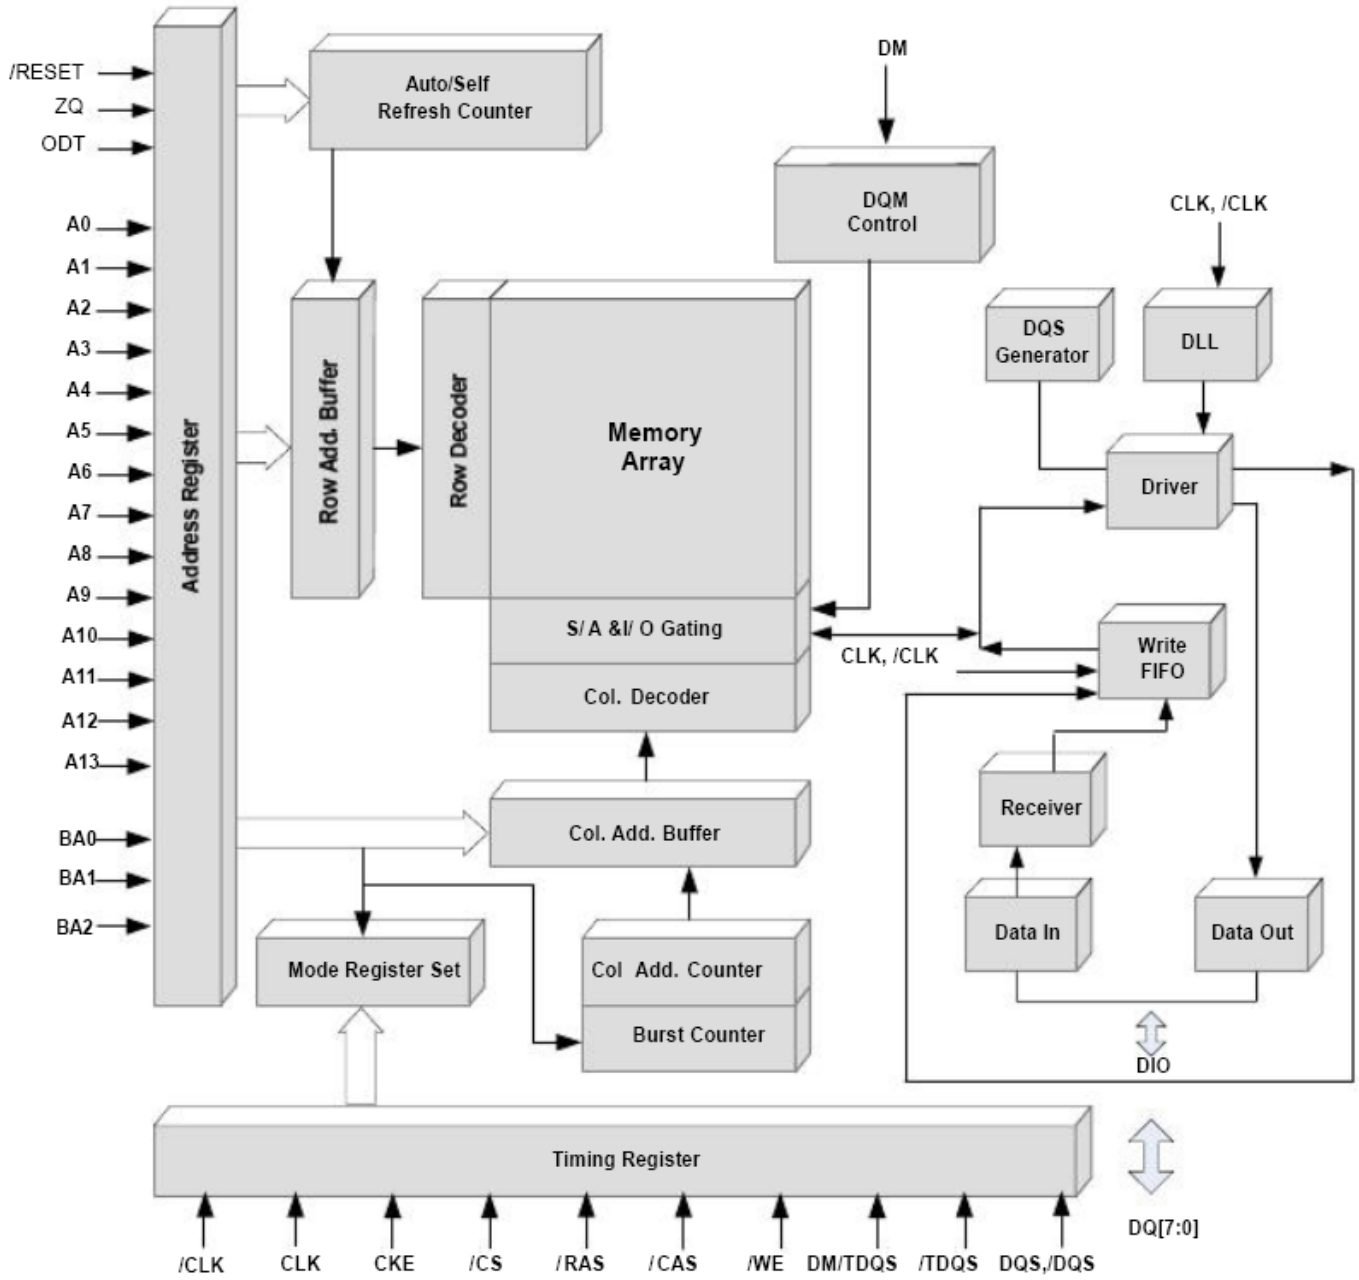 /RESET
ZQ
ODT
A0
A1
A2
A3
A4
A5
A6
A7
A8
A9
A10
A11
A12
A13
BA0
BA1
BA2
Address Register
Auto/Self
Refresh Counter
Row Add. Buffer
Row Decoder
Memory
Array
S/ A &I/ O Gating
Col. Decoder
Col. Add. Buffer
Mode Register Set
Col Add. Counter
Burst Counter
DM
DQM
Control
CLK, /CLK
DQS
Generator
DLL
Driver
CLK, /CLK
Write
FIFO
Receiver
Data In
Data Out
DIO
Timing Register
DQ[7:0]
/CLK
CLK
CKE
/CS
/RAS
/CAS
/WE
DM/TDQS
/TDQS
DQS,/DQS